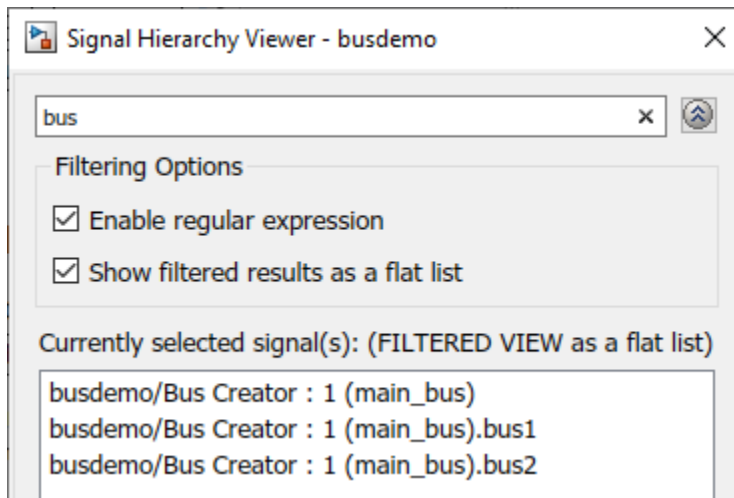 Signal Hierarchy Viewer - busdemo
bus
Filtering Options
Enable regular expression
Show filtered results as a flat list
Currently selected signal(s): (FILTERED VIEW as a flat list)
busdemo/Bus Creator : 1 (main_bus)
busdemo/Bus Creator : 1 (main_bus).bus1
busdemo/Bus Creator : 1 (main_bus).bus2